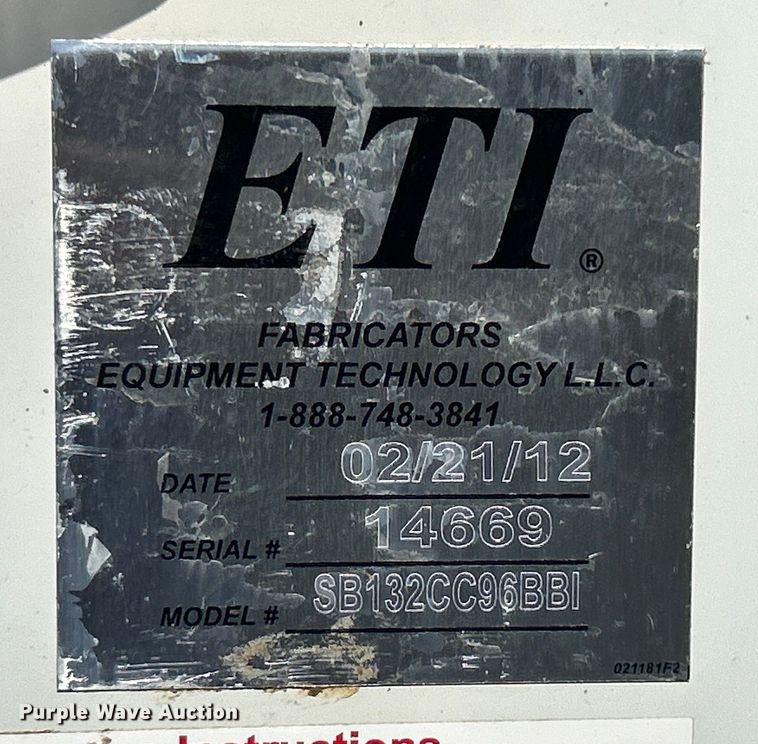 ETI®
FABRICATORS
EQUIPMENT TECHNOLOGY L.L.C.
1-888-748-3841
DATE 02/21/12
SERIAL # 14669
MODEL # SB132CC96BBI
021181F2
Purple Wave Auction
Instructions